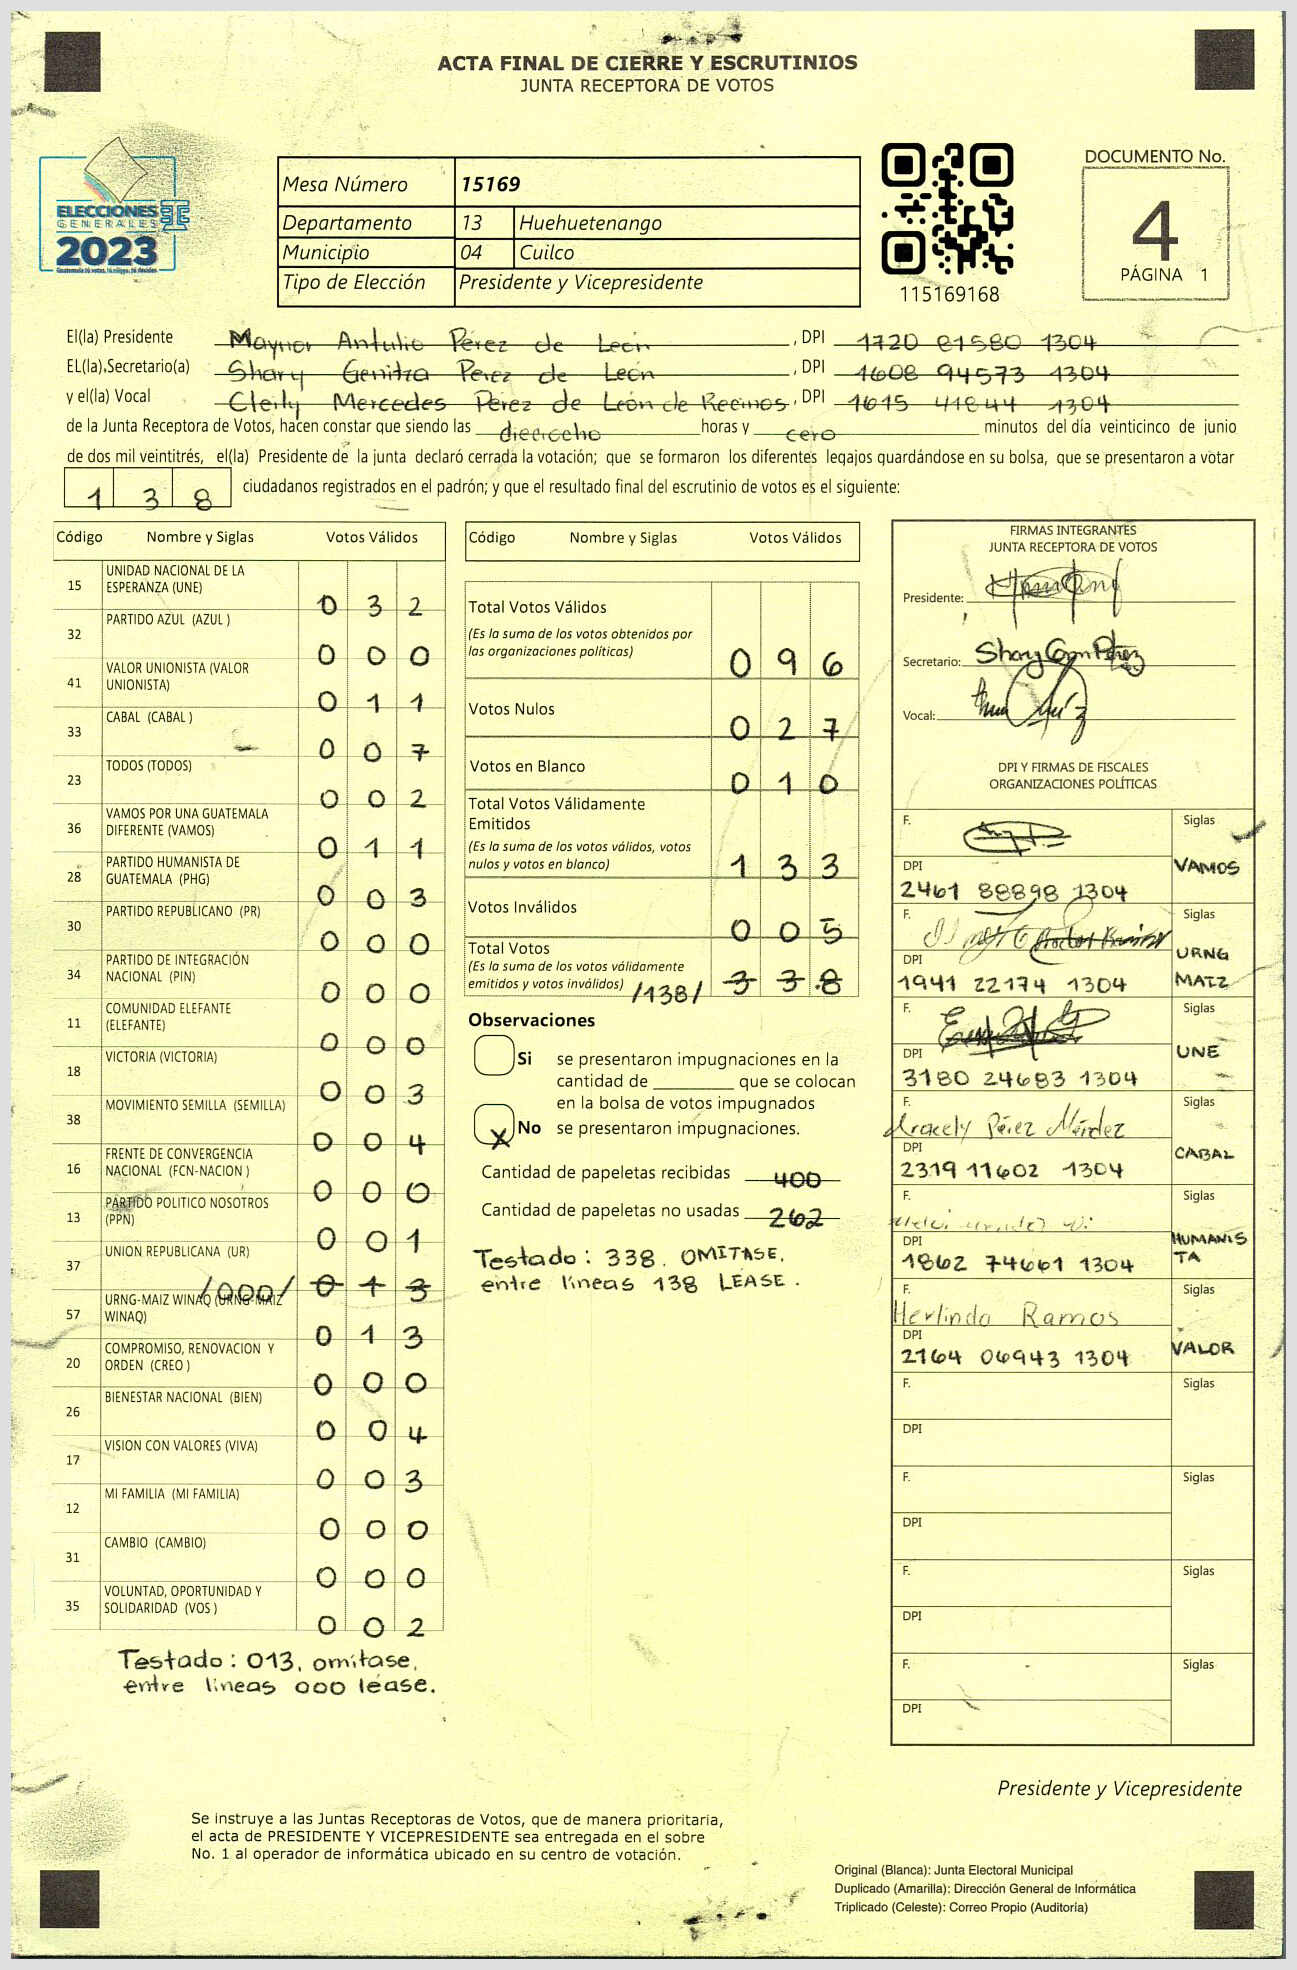 ACTA FINAL DE CIERRE Y ESCRUTINIOS
JUNTA RECEPTORA DE VOTOS
ELECCIONES
GENERALES
2023
Mesa Número 15169
Departamento 13 Huehuetenango
Municipio 04 Cuilco
Tipo de Elección Presidente y Vicepresidente
115169168
DOCUMENTO No.
4
PÁGINA 1
El(la) Presidente Maynor Antulio Pérez de León , DPI 1720 81580 1304
EL(la).Secretario(a) Shary Genitza Perez de León , DPI 1608 94573 1304
y el(la) Vocal Cleily Mercedes Pérez de León de Recinos , DPI 1615 41844 1304
de la Junta Receptora de Votos, hacen constar que siendo las dieciocho horas y cero minutos del día veinticinco de junio
de dos mil veintitrés, el(la) Presidente de la junta declaró cerrada la votación; que se formaron los diferentes legajos guardándose en su bolsa, que se presentaron a votar
138 ciudadanos registrados en el padrón; y que el resultado final del escrutinio de votos es el siguiente:
Código Nombre y Siglas Votos Válidos
15 UNIDAD NACIONAL DE LA
ESPERANZA (UNE) 0 3 2
32 PARTIDO AZUL (AZUL ) 0 0 0
41 VALOR UNIONISTA (VALOR
UNIONISTA) 0 1 1
33 CABAL (CABAL ) 0 0 7
23 TODOS (TODOS) 0 0 2
36 VAMOS POR UNA GUATEMALA
DIFERENTE (VAMOS) 0 1 1
28 PARTIDO HUMANISTA DE
GUATEMALA (PHG) 0 0 3
30 PARTIDO REPUBLICANO (PR) 0 0 0
34 PARTIDO DE INTEGRACIÓN
NACIONAL (PIN) 0 0 0
11 COMUNIDAD ELEFANTE
(ELEFANTE) 0 0 0
18 VICTORIA (VICTORIA) 0 0 3
38 MOVIMIENTO SEMILLA (SEMILLA) 0 0 4
16 FRENTE DE CONVERGENCIA
NACIONAL (FCN-NACION ) 0 0 0
13 PARTIDO POLITICO NOSOTROS
(PPN) 0 0 1
37 UNION REPUBLICANA (UR) /000/ 0 1 3
57 URNG-MAIZ WINAQ (URNG-MAIZ
WINAQ) 0 1 3
20 COMPROMISO, RENOVACION Y
ORDEN (CREO ) 0 0 0
26 BIENESTAR NACIONAL (BIEN) 0 0 4
17 VISION CON VALORES (VIVA) 0 0 3
12 MI FAMILIA (MI FAMILIA) 0 0 0
31 CAMBIO (CAMBIO) 0 0 0
35 VOLUNTAD, OPORTUNIDAD Y
SOLIDARIDAD (VOS ) 0 0 2
Testado: 013, omitase,
entre lineas 000 léase.
Código Nombre y Siglas Votos Válidos
Total Votos Válidos
(Es la suma de los votos obtenidos por
las organizaciones políticas) 0 9 6
Votos Nulos 0 2 7
Votos en Blanco 0 1 0
Total Votos Válidamente
Emitidos
(Es la suma de los votos válidos, votos
nulos y votos en blanco) 1 3 3
Votos Inválidos 0 0 5
Total Votos
(Es la suma de los votos válidamente
emitidos y votos inválidos) /138/ 3 3 8
Observaciones
Si se presentaron impugnaciones en la
cantidad de ________ que se colocan
en la bolsa de votos impugnados
X No se presentaron impugnaciones.
Cantidad de papeletas recibidas 400
Cantidad de papeletas no usadas 262
Testado: 338. OMITASE,
entre líneas 138 LEASE.
FIRMAS INTEGRANTES
JUNTA RECEPTORA DE VOTOS
Presidente:
Secretario:
Vocal:
DPI Y FIRMAS DE FISCALES
ORGANIZACIONES POLÍTICAS
F. Siglas
VAMOS
DPI
2461 88898 1304
F. Siglas
URNG
MAIZ
DPI
1941 22174 1304
F. Siglas
UNE
DPI
3180 24683 1304
F. Siglas
Aracely Pérez Méndez
CABAL
DPI
2319 11602 1304
F. Siglas
HUMANIS
TA
DPI
1862 74661 1304
F. Siglas
Herlindo Ramos
VALOR
DPI
2164 06943 1304
F. Siglas
DPI
F. Siglas
DPI
F. Siglas
DPI
F. Siglas
DPI
Presidente y Vicepresidente
Se instruye a las Juntas Receptoras de Votos, que de manera prioritaria,
el acta de PRESIDENTE Y VICEPRESIDENTE sea entregada en el sobre
No. 1 al operador de informática ubicado en su centro de votación.
Original (Blanca): Junta Electoral Municipal
Duplicado (Amarilla): Dirección General de Informática
Triplicado (Celeste): Correo Propio (Auditoría)